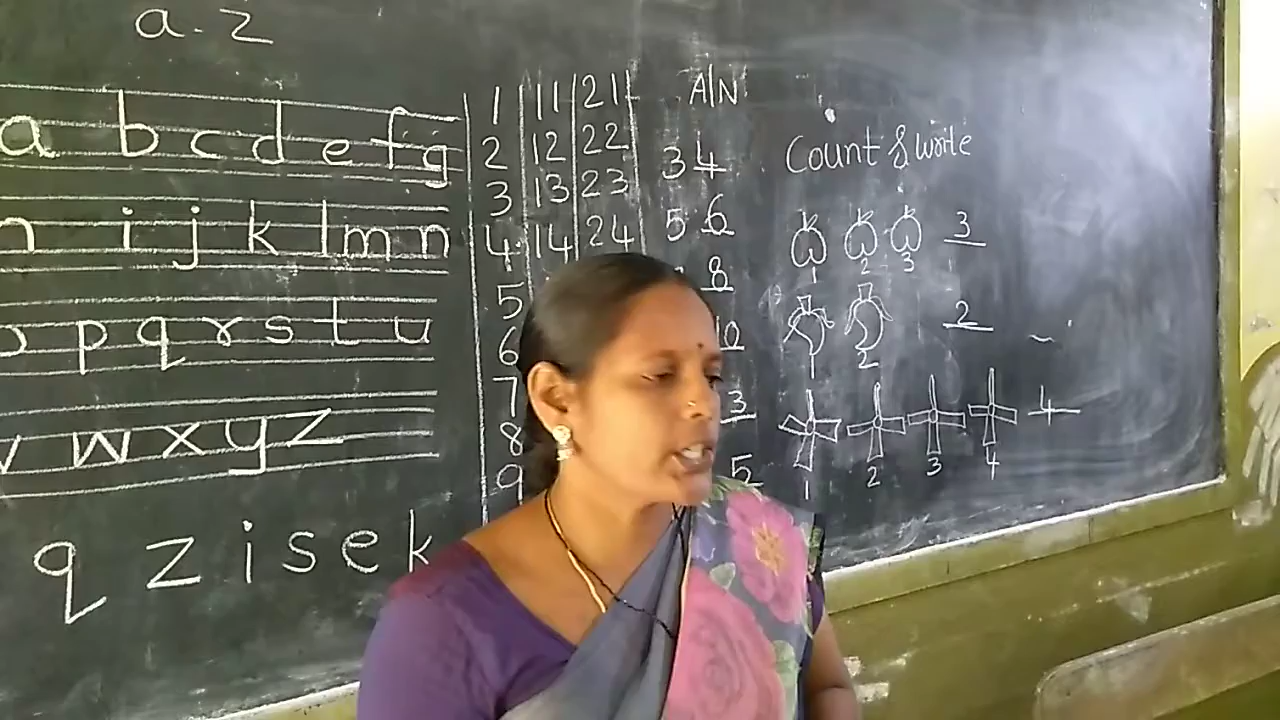 a-z
a b c d e f g
h i j k l m n
o p q r s t u
v w x y z
q z i s e k
1 11 21
2 12 22
3 13 23
4 14 24
5
6
7
8
9
A/N
3 4
5 6
8
10
3
5
Count & write
1 2 3 3
1 2 2
1 2 3 4 4